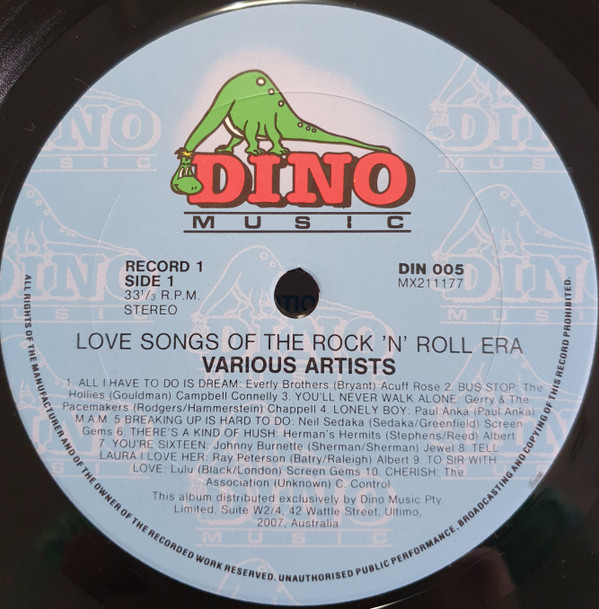 DINO
MUSIC
RECORD 1
SIDE 1
33⅓ R.P.M.
STEREO
DIN 005
MX211177
LOVE SONGS OF THE ROCK 'N' ROLL ERA
VARIOUS ARTISTS
1. ALL I HAVE TO DO IS DREAM: Everly Brothers (Bryant) Acuff Rose 2. BUS STOP: The
Hollies (Gouldman) Campbell Connelly 3. YOU'LL NEVER WALK ALONE: Gerry & The
Pacemakers (Rodgers/Hammerstein) Chappell 4. LONELY BOY: Paul Anka (Paul Anka)
M.A.M. 5. BREAKING UP IS HARD TO DO: Neil Sedaka (Sedaka/Greenfield) Screen
Gems 6. THERE'S A KIND OF HUSH: Herman's Hermits (Stephens/Reed) Albert
7. YOU'RE SIXTEEN: Johnny Burnette (Sherman/Sherman) Jewel 8. TELL
LAURA I LOVE HER: Ray Peterson (Batry/Raleigh) Albert 9. TO SIR WITH
LOVE: Lulu (Black/London) Screen Gems 10. CHERISH: The
Association (Unknown) C. Control
This album distributed exclusively by Dino Music Pty.
Limited. Suite W2/4, 42 Wattle Street, Ultimo,
2007, Australia
ALL RIGHTS OF THE MANUFACTURER AND OF THE OWNER OF THE RECORDED WORK RESERVED. UNAUTHORISED PUBLIC PERFORMANCE, BROADCASTING AND COPYING OF THIS RECORD PROHIBITED.